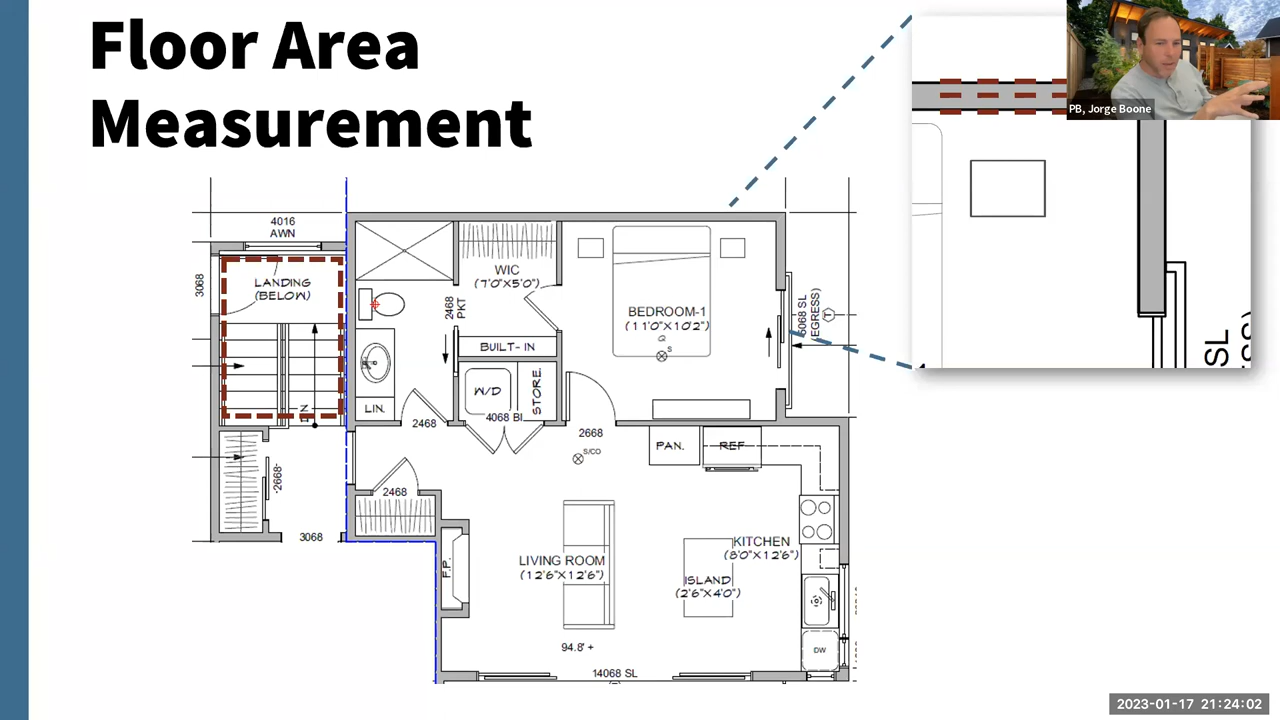 Floor Area
Measurement
PB, Jorge Boone
4016
AWN
3068
LANDING
(BELOW)
WIC
(7'0"X5'0")
2468
PKT
BUILT-IN
BEDROOM-1
(11'0"X10'2")
S
5068 SL
EGRESS)
SL
W/D
STORE.
LIN.
4068 BI
2468
2668
S/CO
PAN.
REF
2668
2468
3068
F.P.
LIVING ROOM
(12'6"X12'6")
KITCHEN
(8'0"X12'6")
ISLAND
(2'6"X4'0")
94.8' +
DW
14068 SL
2023-01-17 21:24:02